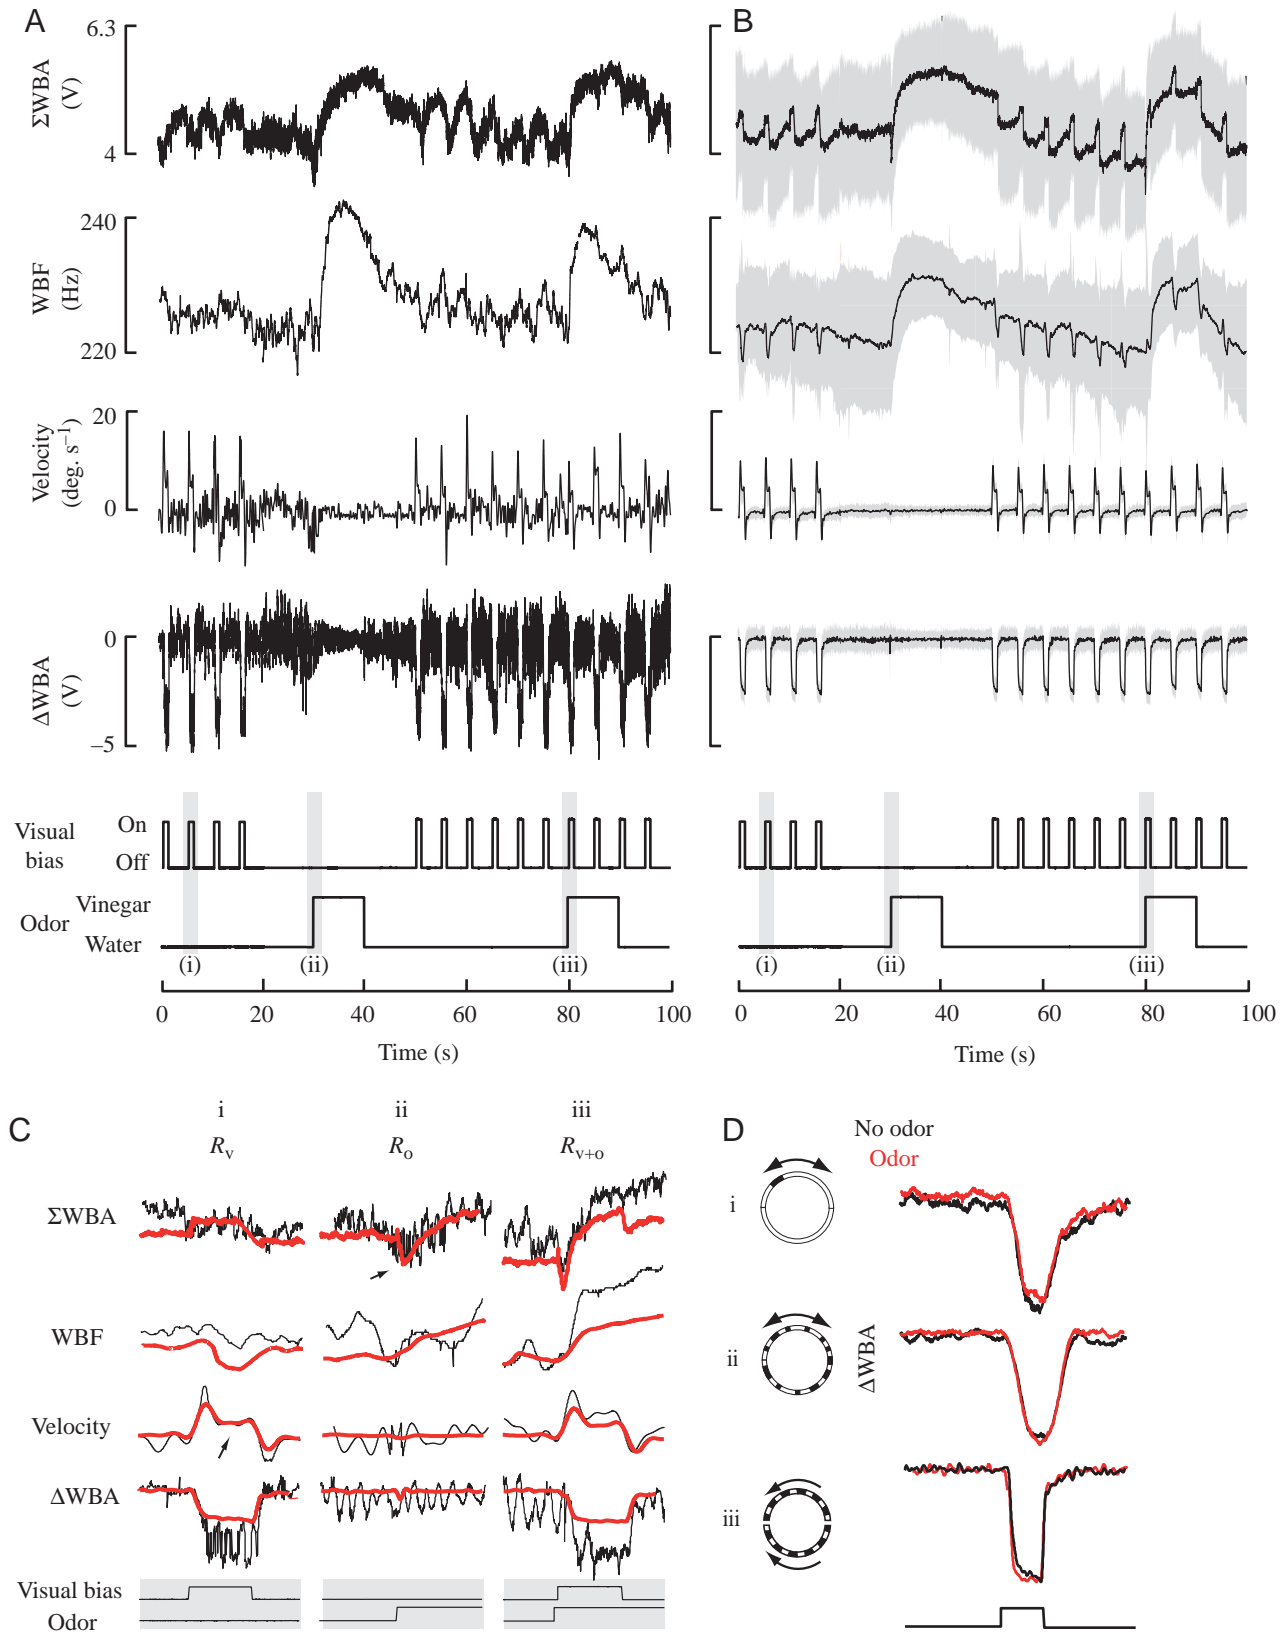 A
B
6.3
ΣWBA
(V)
4
240
WBF
(Hz)
220
20
Velocity
(deg. s⁻¹)
0
0
ΔWBA
(V)
–5
Visual
bias
On
Off
Odor
Vinegar
Water
(i)
(ii)
(iii)
(i)
(ii)
(iii)
0
20
40
60
80
100
Time (s)
0
20
40
60
80
100
Time (s)
C
i
ii
iii
Rv
Ro
Rv+o
ΣWBA
WBF
Velocity
ΔWBA
Visual bias
Odor
D
No odor
Odor
i
ii
iii
ΔWBA